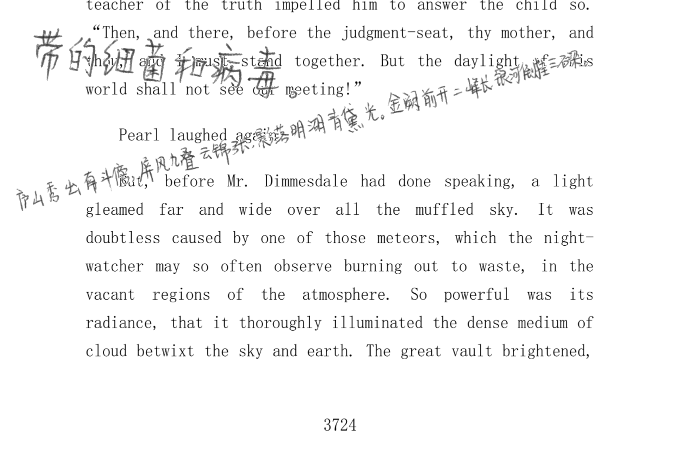 teacher of the truth impelled him to answer the child so.
“Then, and there, before the judgment-seat, thy mother, and
带的细菌和病毒。
thou, and I must stand together. But the daylight of this
world shall not see our meeting!”
Pearl laughed again.
庐山秀出南斗傍,屏风九叠云锦张,影落明湖青黛光。金阙前开二峰长,银河倒挂三石梁。
But, before Mr. Dimmesdale had done speaking, a light
gleamed far and wide over all the muffled sky. It was
doubtless caused by one of those meteors, which the night-
watcher may so often observe burning out to waste, in the
vacant regions of the atmosphere. So powerful was its
radiance, that it thoroughly illuminated the dense medium of
cloud betwixt the sky and earth. The great vault brightened,
3724